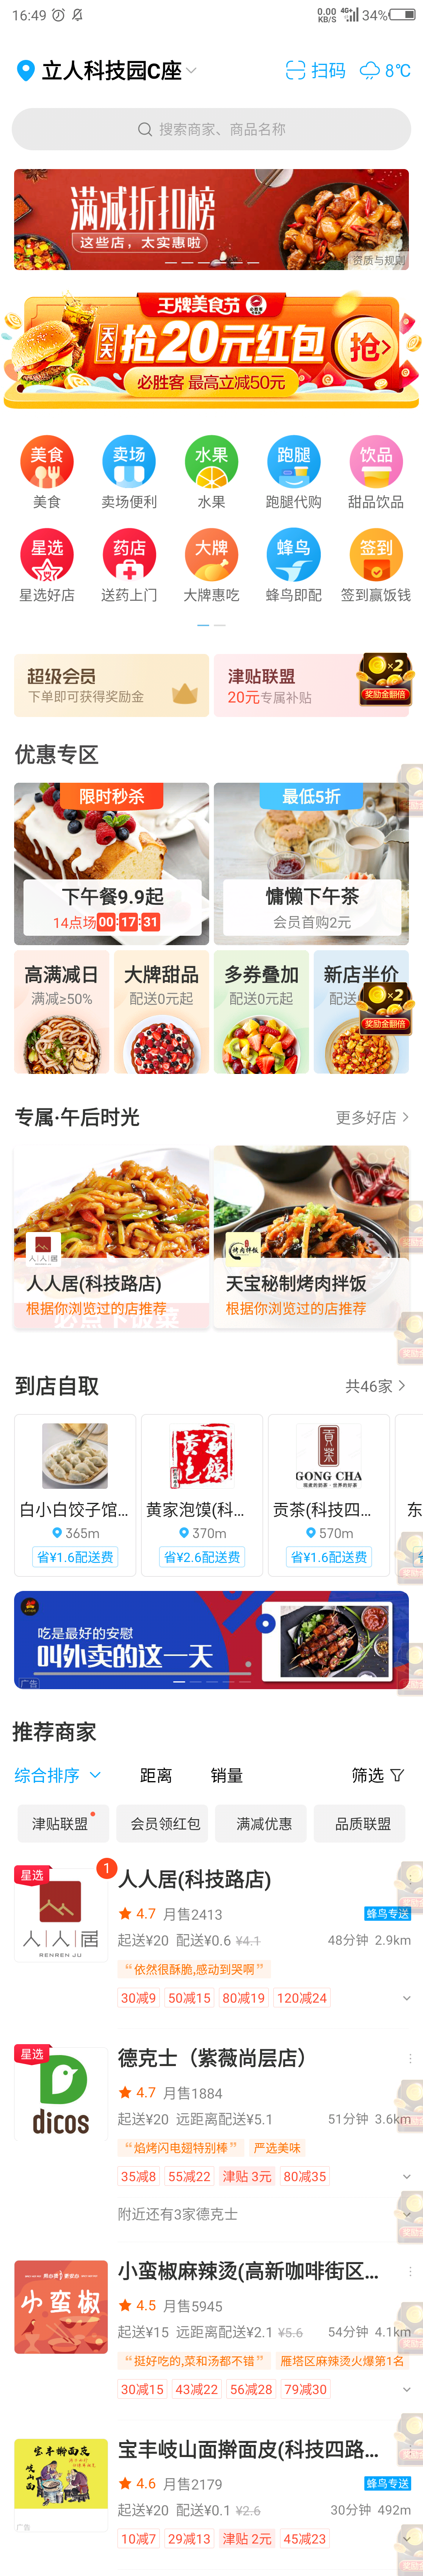 16:49
0.00 KB/S 4G+ 34%
立人科技园C座
扫码 8℃
搜索商家、商品名称
满减折扣榜
这些店，太实惠啦
资质与规则
王牌美食节
天天 抢20元红包 抢
必胜客 最高立减50元
美食 卖场 水果 跑腿 饮品
美食 卖场便利 水果 跑腿代购 甜品饮品
星选 药店 大牌 蜂鸟 签到
星选好店 送药上门 大牌惠吃 蜂鸟即配 签到赢饭钱
超级会员
下单即可获得奖励金
津贴联盟
20元专属补贴
×2
奖励金翻倍
优惠专区
限时秒杀
下午餐9.9起
14点场 00:17:31
最低5折
慵懒下午茶
会员首购2元
高满减日 大牌甜品 多券叠加 新店半价
满减≥50% 配送0元起 配送0元起 配送
×2
奖励金翻倍
专属·午后时光
更多好店
人人居
人人居(科技路店)
根据你浏览过的店推荐
烤肉拌饭
天宝秘制烤肉拌饭
根据你浏览过的店推荐
到店自取
共46家
GONG CHA
白小白饺子馆... 黄家泡馍(科... 贡茶(科技四... 东
365m 370m 570m
省¥1.6配送费 省¥2.6配送费 省¥1.6配送费
吃是最好的安慰
叫外卖的这一天
广告
推荐商家
综合排序 距离 销量 筛选
津贴联盟 会员领红包 满减优惠 品质联盟
星选
1
人人居
RENREN JU
人人居(科技路店)
4.7 月售2413
蜂鸟专送
起送¥20 配送¥0.6 ¥4.1
48分钟 2.9km
“依然很酥脆,感动到哭啊”
30减9 50减15 80减19 120减24
星选
dicos
德克士（紫薇尚层店）
4.7 月售1884
起送¥20 远距离配送¥5.1
51分钟 3.6km
“焰烤闪电翅特别棒” 严选美味
35减8 55减22 津贴 3元 80减35
附近还有3家德克士
小蛮椒
小蛮椒麻辣烫(高新咖啡街区...
4.5 月售5945
起送¥15 远距离配送¥2.1 ¥5.6
54分钟 4.1km
“挺好吃的,菜和汤都不错” 雁塔区麻辣烫火爆第1名
30减15 43减22 56减28 79减30
宝丰擀面皮
岐山面
广告
宝丰岐山面擀面皮(科技四路...
4.6 月售2179
蜂鸟专送
起送¥20 配送¥0.1 ¥2.6
30分钟 492m
10减7 29减13 津贴 2元 45减23